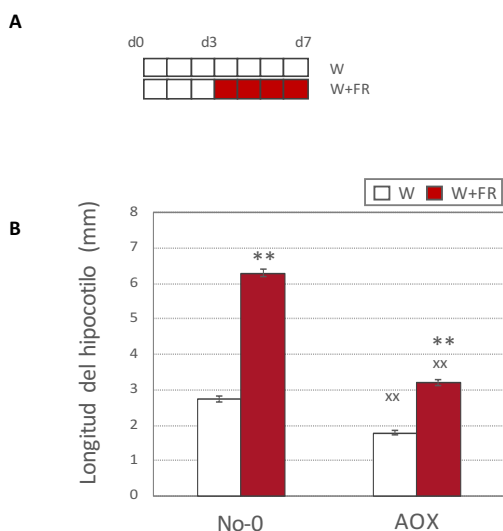 A
d0 d3 d7
W
W+FR
W W+FR
B
Longitud del hipocotilo (mm)
8
7
6
5
4
3
2
1
0
**
**
xx
xx
No-0 AOX